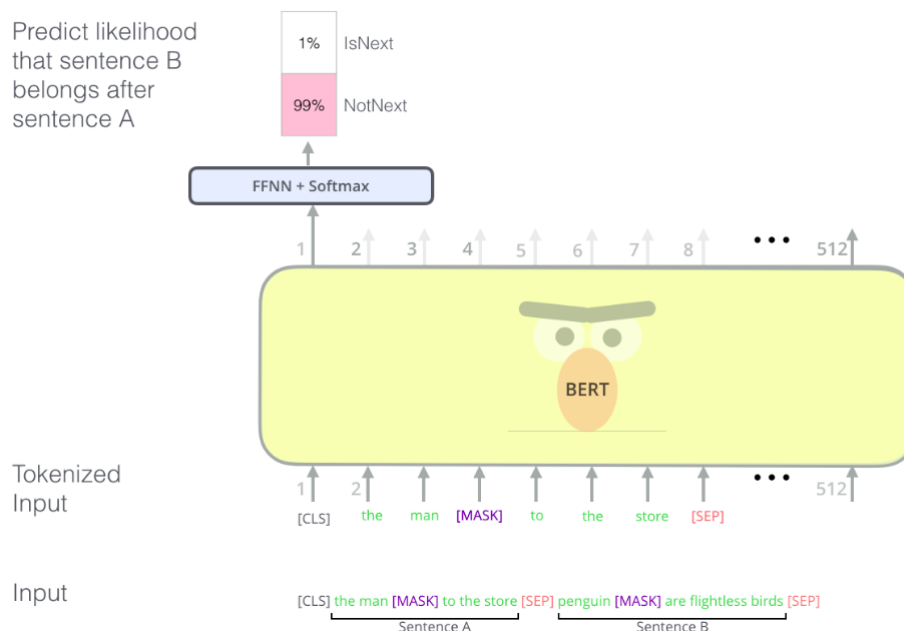 Predict likelihood
that sentence B
belongs after
sentence A
1% IsNext
99% NotNext
FFNN + Softmax
1 2 3 4 5 6 7 8 ••• 512
BERT
Tokenized
Input
1 2 ••• 512
[CLS] the man [MASK] to the store [SEP]
Input
[CLS] the man [MASK] to the store [SEP] penguin [MASK] are flightless birds [SEP]
Sentence A Sentence B